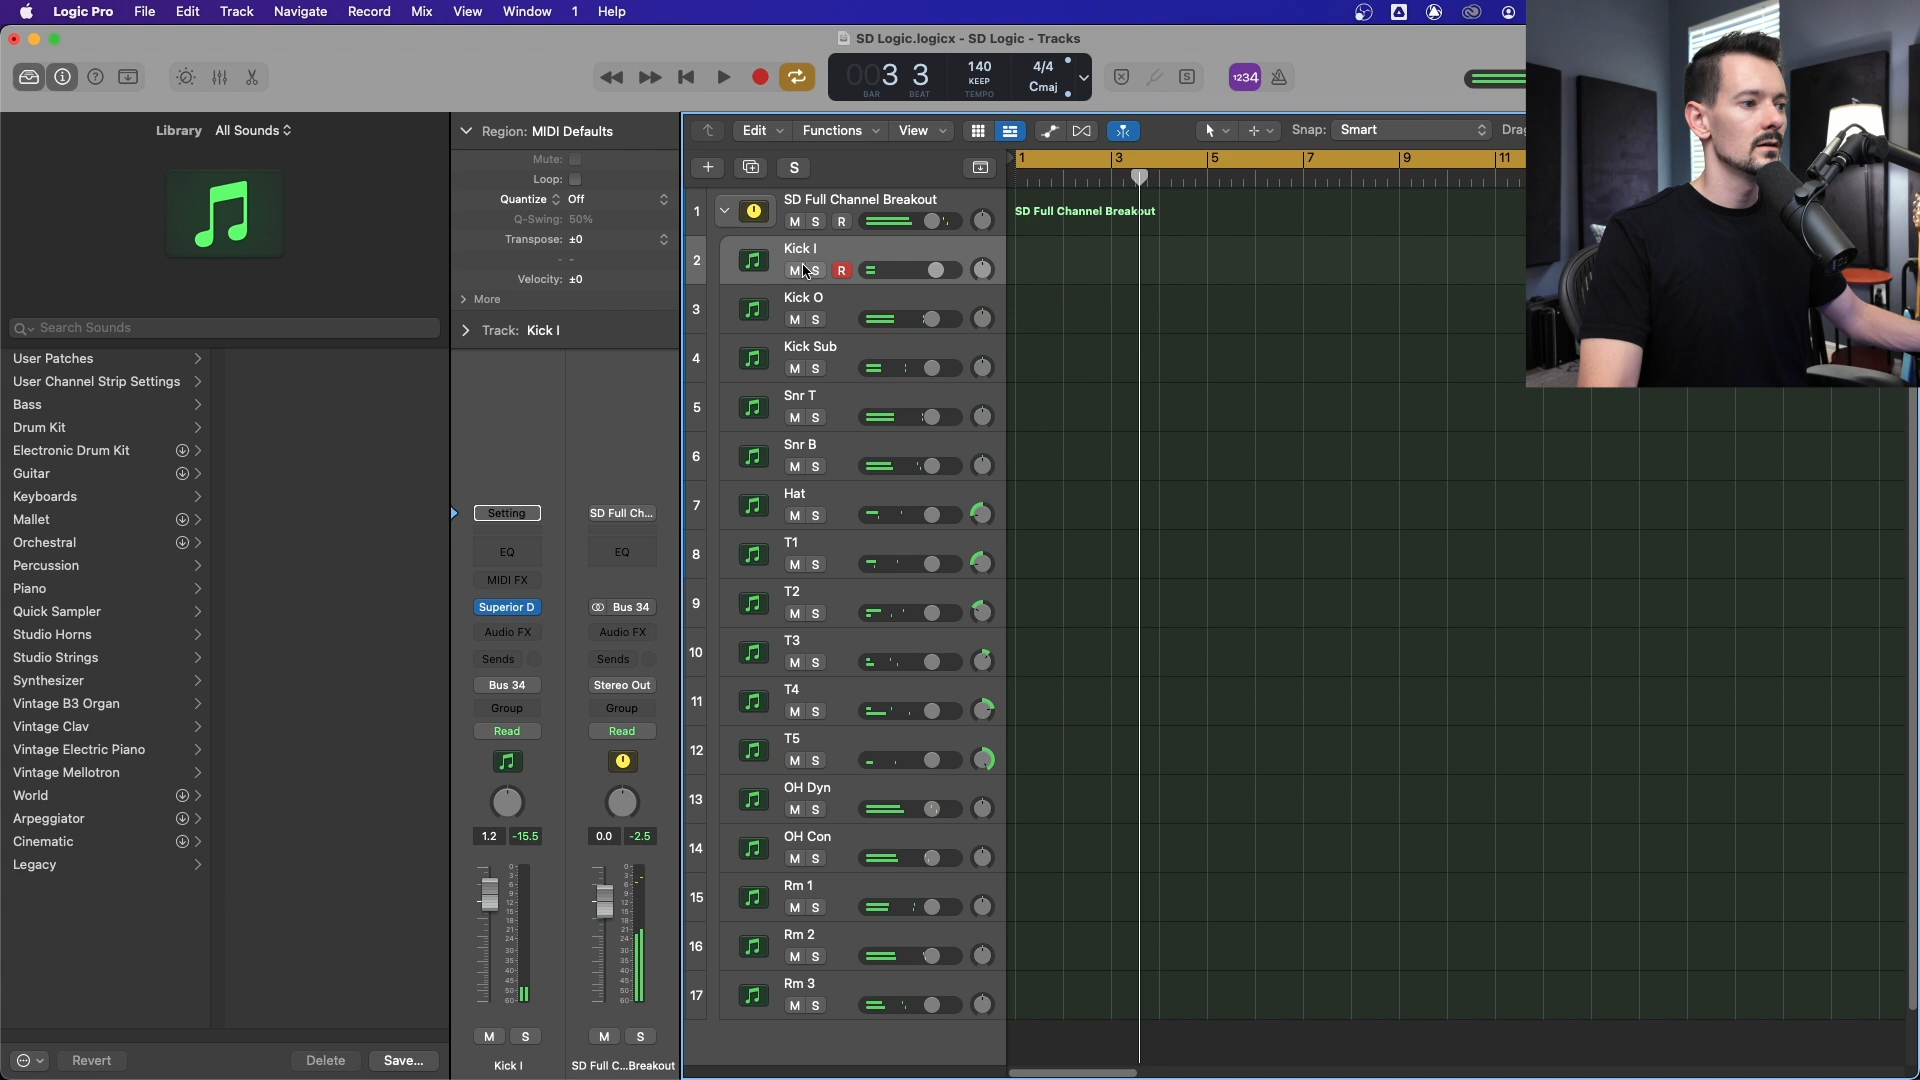 Logic Pro File Edit Track Navigate Record Mix View Window 1 Help
SD Logic.logicx - SD Logic - Tracks
003 3
BAR BEAT
140
KEEP
TEMPO
4/4
Cmaj
1234
Library All Sounds
Search Sounds
User Patches
User Channel Strip Settings
Bass
Drum Kit
Electronic Drum Kit
Guitar
Keyboards
Mallet
Orchestral
Percussion
Piano
Quick Sampler
Studio Horns
Studio Strings
Synthesizer
Vintage B3 Organ
Vintage Clav
Vintage Electric Piano
Vintage Mellotron
World
Arpeggiator
Cinematic
Legacy
Revert Delete Save...
Region: MIDI Defaults
Mute:
Loop:
Quantize Off
Q-Swing: 50%
Transpose: ±0
Velocity: ±0
More
Track: Kick I
Setting SD Full Ch...
EQ EQ
MIDI FX
Superior D Bus 34
Audio FX Audio FX
Sends Sends
Bus 34 Stereo Out
Group Group
Read Read
1.2 -15.5 0.0 -2.5
M S M S
Kick I SD Full C...Breakout
Edit Functions View Snap: Smart Drag
S
1 3 5 7 9 11
1 SD Full Channel Breakout
M S R
SD Full Channel Breakout
2 Kick I
M S R
3 Kick O
M S
4 Kick Sub
M S
5 Snr T
M S
6 Snr B
M S
7 Hat
M S
8 T1
M S
9 T2
M S
10 T3
M S
11 T4
M S
12 T5
M S
13 OH Dyn
M S
14 OH Con
M S
15 Rm 1
M S
16 Rm 2
M S
17 Rm 3
M S